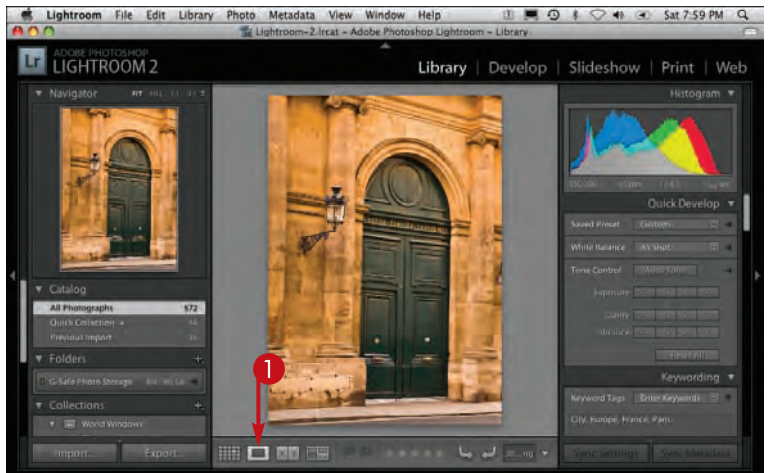 Lightroom File Edit Library Photo Metadata View Window Help Sat 7:59 PM
Lightroom-2.lrcat - Adobe Photoshop Lightroom - Library
Lr ADOBE PHOTOSHOP
LIGHTROOM 2
Library | Develop | Slideshow | Print | Web
Navigator FIT FILL
Catalog
All Photographs 572
Quick Collection +
Previous Import
Folders +
G-Safe Photo Storage
Collections +
World Windows
Import... Export...
1
Histogram
Quick Develop
Saved Preset Custom
White Balance As Shot
Tone Control Auto Tone
Exposure
Clarity
Vibrance
Reset All
Keywording
Keyword Tags Enter Keywords
City, Europe, France, Paris
Sync Settings Sync Metadata